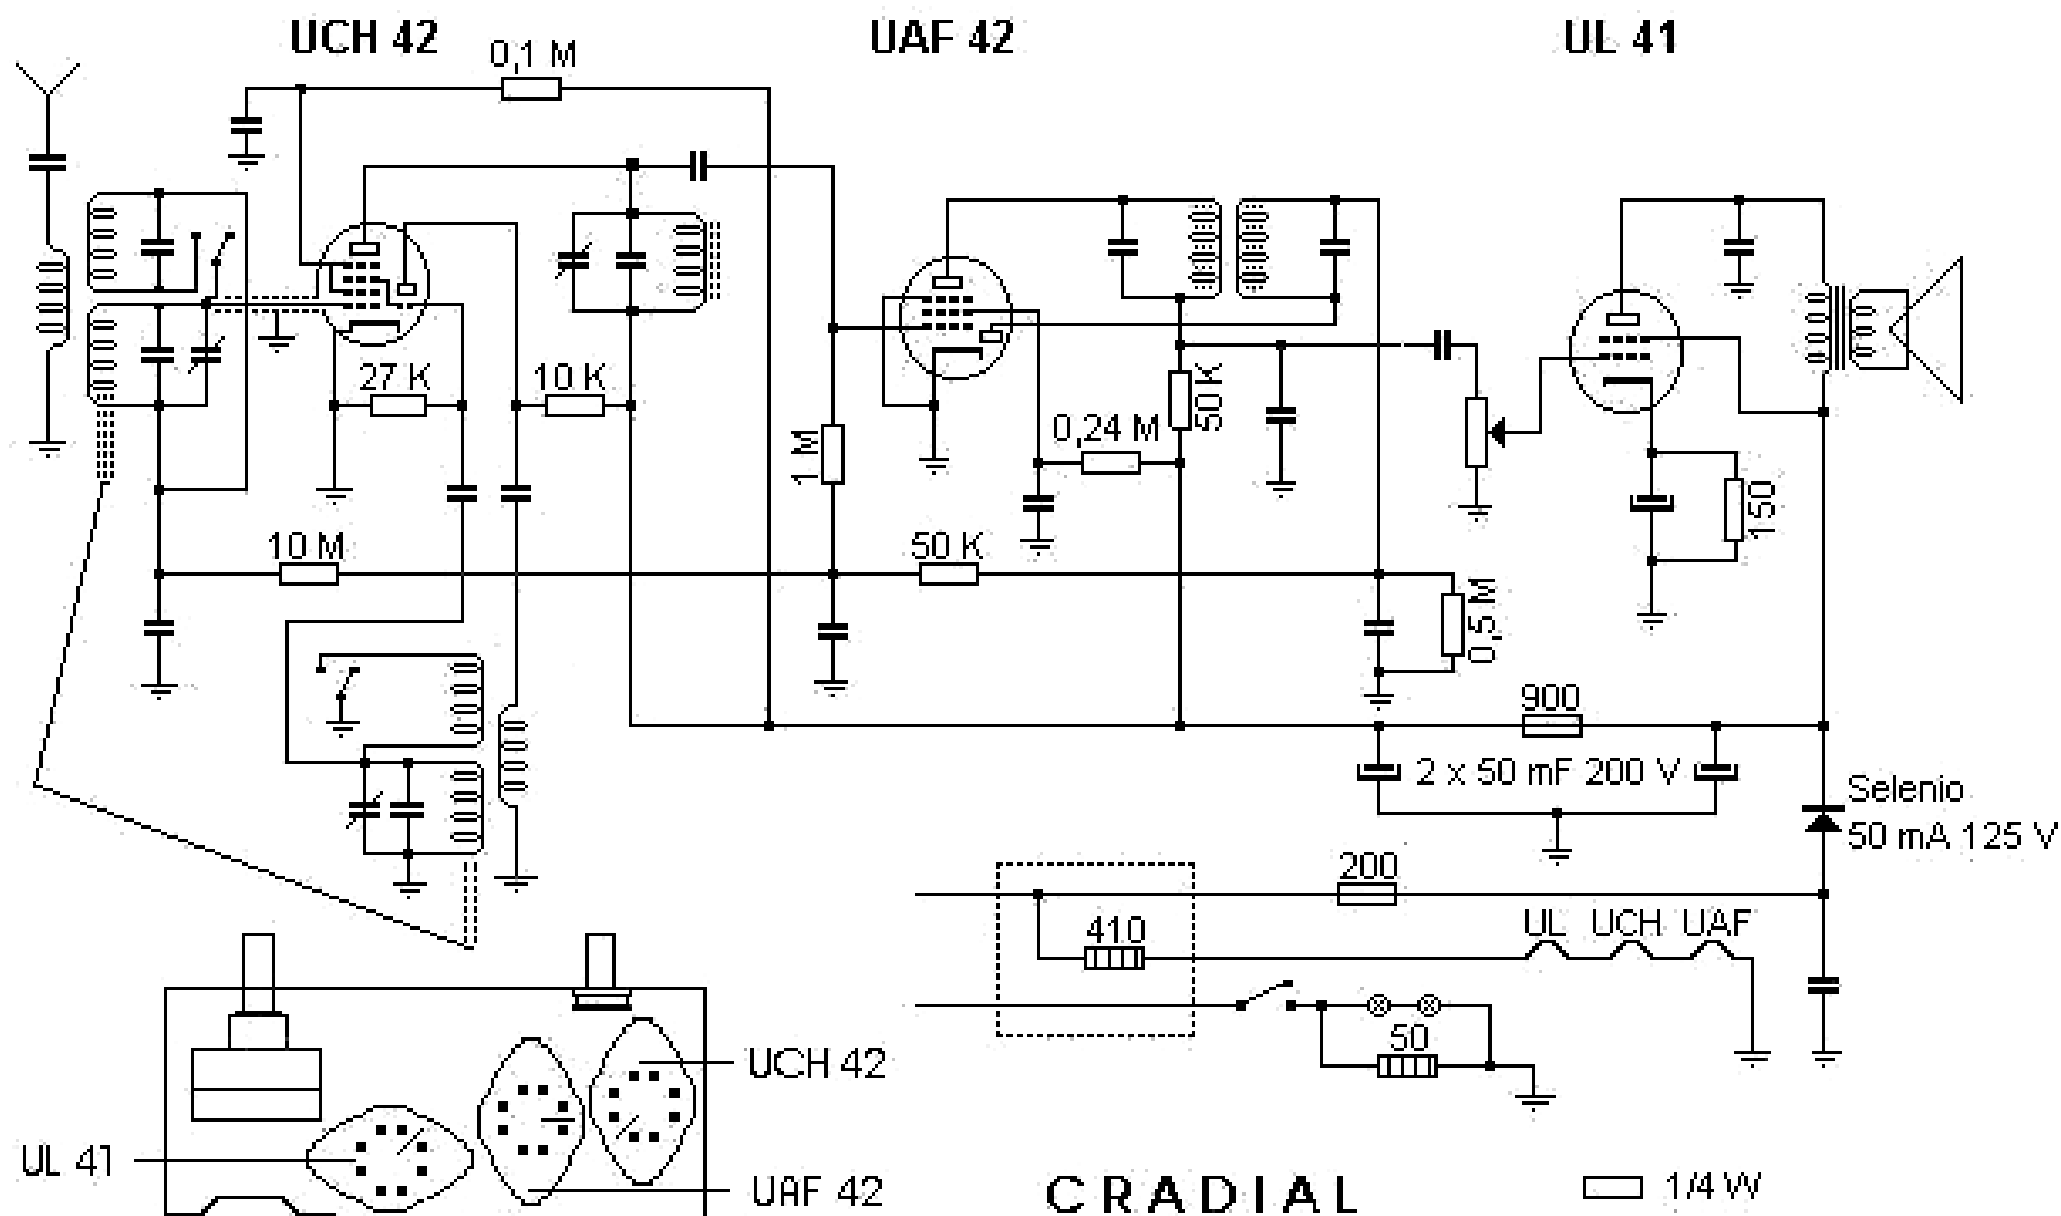 UCH 42
UAF 42
UL 41
0,1 M
27 K
10 K
1 M
0,24 M
50 K
150
10 M
50 K
0,5 M
900
2 x 50 mF 200 V
Selenio
50 mA 125 V
200
410
UL UCH UAF
50
UCH 42
UL 41
UAF 42
CRADIAL
1/4 W